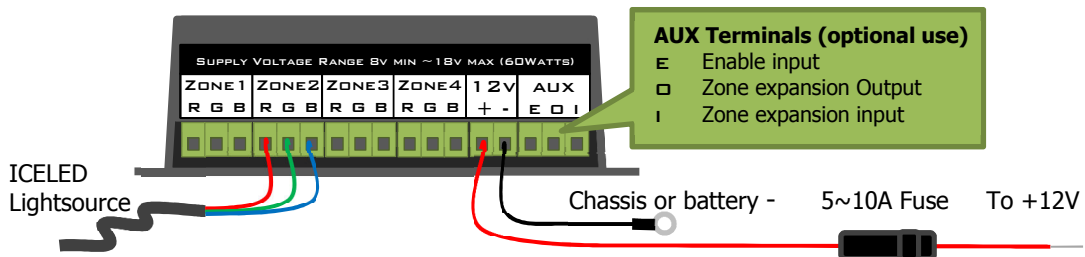 SUPPLY VOLTAGE RANGE 8V MIN ~18V MAX (60WATTS)
ZONE1 ZONE2 ZONE3 ZONE4 12V AUX
R G B R G B R G B R G B + - E O I
AUX Terminals (optional use)
E Enable input
O Zone expansion Output
I Zone expansion input
ICELED
Lightsource
Chassis or battery - 5~10A Fuse To +12V